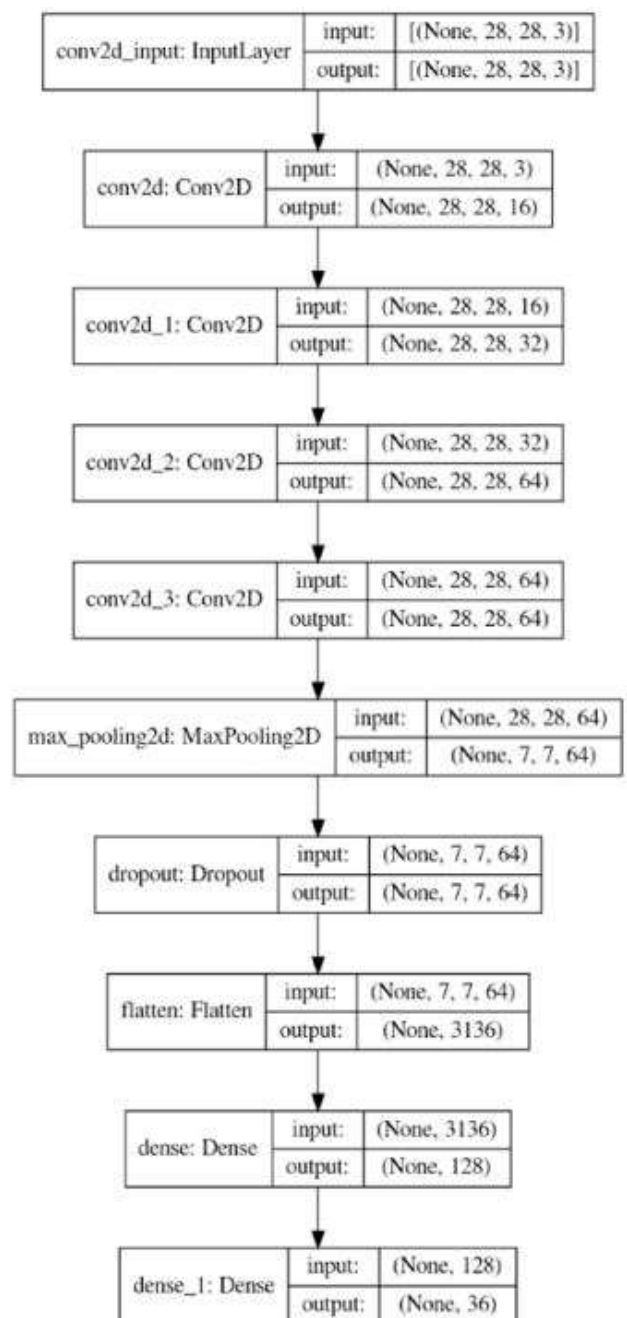 conv2d_input: InputLayer
input: [(None, 28, 28, 3)]
output: [(None, 28, 28, 3)]
conv2d: Conv2D
input: (None, 28, 28, 3)
output: (None, 28, 28, 16)
conv2d_1: Conv2D
input: (None, 28, 28, 16)
output: (None, 28, 28, 32)
conv2d_2: Conv2D
input: (None, 28, 28, 32)
output: (None, 28, 28, 64)
conv2d_3: Conv2D
input: (None, 28, 28, 64)
output: (None, 28, 28, 64)
max_pooling2d: MaxPooling2D
input: (None, 28, 28, 64)
output: (None, 7, 7, 64)
dropout: Dropout
input: (None, 7, 7, 64)
output: (None, 7, 7, 64)
flatten: Flatten
input: (None, 7, 7, 64)
output: (None, 3136)
dense: Dense
input: (None, 3136)
output: (None, 128)
dense_1: Dense
input: (None, 128)
output: (None, 36)